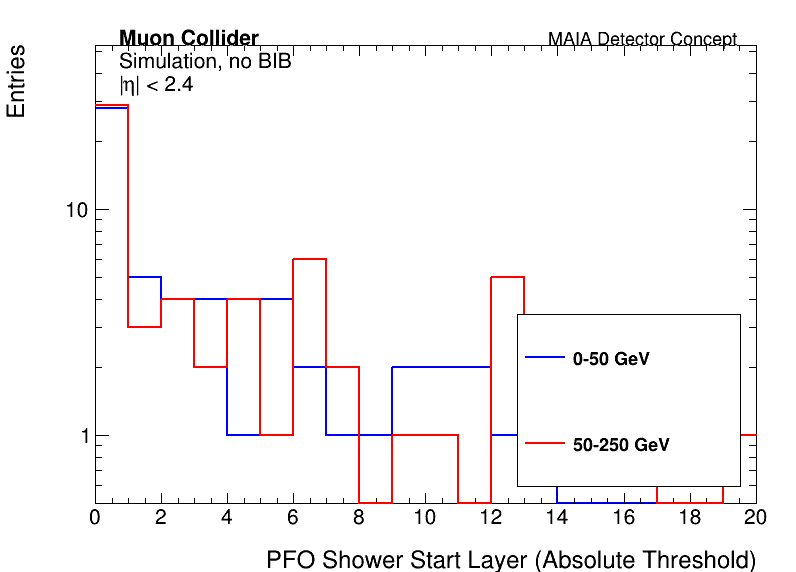 Muon Collider
MAIA Detector Concept
Simulation, no BIB
|η| < 2.4
Entries
10
1
0-50 GeV
50-250 GeV
0 2 4 6 8 10 12 14 16 18 20
PFO Shower Start Layer (Absolute Threshold)